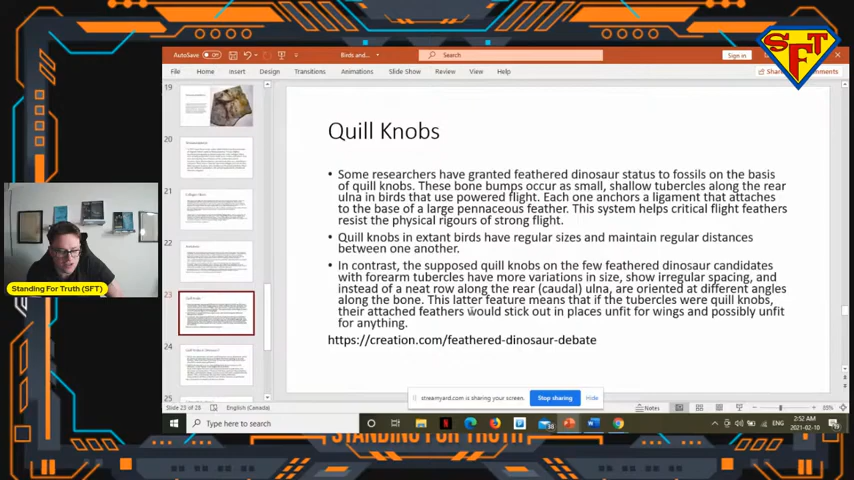 AutoSave
Off
Birds and...
Search
Sign in
File
Home
Insert
Design
Transitions
Animations
Slide Show
Review
View
Help
Comments
SFT
19
20
21
22
23
24
25
Quill Knobs
• Some researchers have granted feathered dinosaur status to fossils on the basis
of quill knobs. These bone bumps occur as small, shallow tubercles along the rear
ulna in birds that use powered flight. Each one anchors a ligament that attaches
to the base of a large pennaceous feather. This system helps critical flight feathers
resist the physical rigours of strong flight.
• Quill knobs in extant birds have regular sizes and maintain regular distances
between one another.
• In contrast, the supposed quill knobs on the few feathered dinosaur candidates
with forearm tubercles have more variations in size, show irregular spacing, and
instead of a neat row along the rear (caudal) ulna, are oriented at different angles
along the bone. This latter feature means that if the tubercles were quill knobs,
their attached feathers would stick out in places unfit for wings and possibly unfit
for anything.
https://creation.com/feathered-dinosaur-debate
Standing For Truth (SFT)
streamyard.com is sharing your screen.
Stop sharing
Hide
Slide 23 of 28
English (Canada)
Notes
88%
Type here to search
ENG
2:52 AM
2021-02-10
STANDING FOR TRUTH